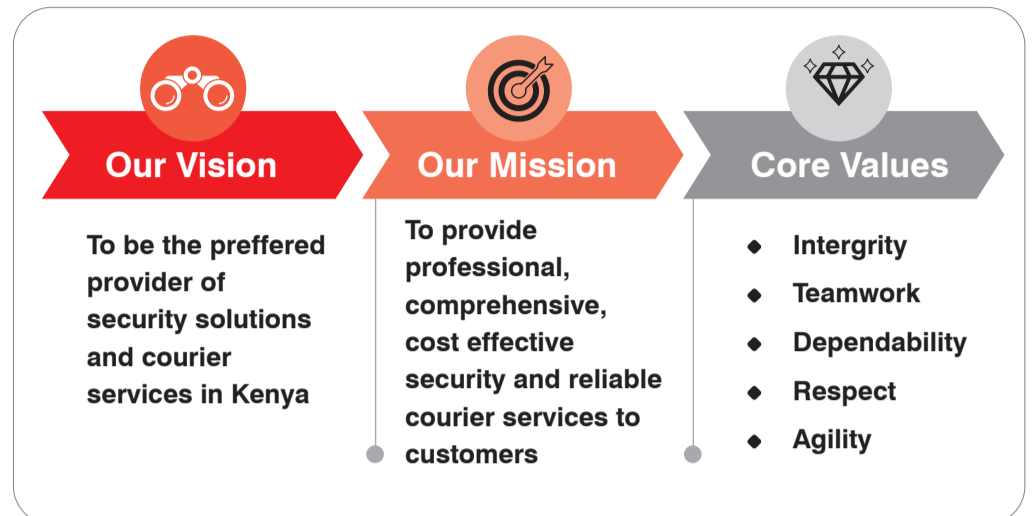 Our Vision
To be the preffered
provider of
security solutions
and courier
services in Kenya
Our Mission
To provide
professional,
comprehensive,
cost effective
security and reliable
courier services to
customers
Core Values
Intergrity
Teamwork
Dependability
Respect
Agility